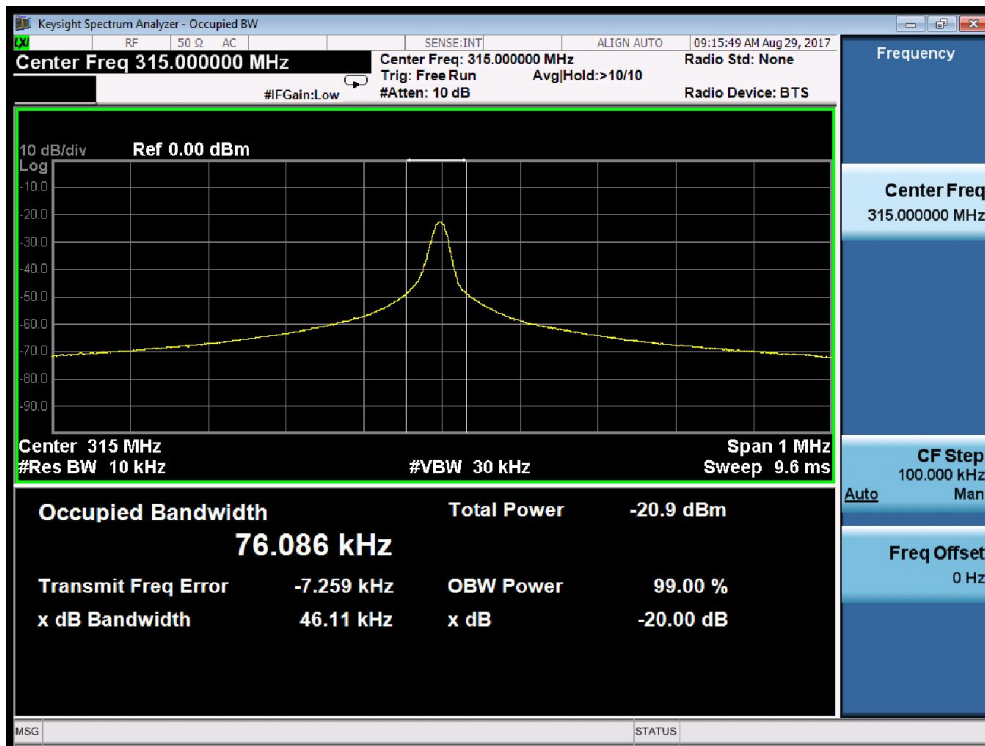 Keysight Spectrum Analyzer - Occupied BW
LXI RF 50 Ω AC SENSE:INT ALIGN AUTO 09:15:49 AM Aug 29, 2017
Center Freq 315.000000 MHz
Center Freq: 315.000000 MHz Radio Std: None
Trig: Free Run Avg|Hold:>10/10
#IFGain:Low #Atten: 10 dB Radio Device: BTS
10 dB/div Ref 0.00 dBm
Log
-10.0
-20.0
-30.0
-40.0
-50.0
-60.0
-70.0
-80.0
-90.0
Center 315 MHz Span 1 MHz
#Res BW 10 kHz #VBW 30 kHz Sweep 9.6 ms
Occupied Bandwidth Total Power -20.9 dBm
76.086 kHz
Transmit Freq Error -7.259 kHz OBW Power 99.00 %
x dB Bandwidth 46.11 kHz x dB -20.00 dB
MSG STATUS
Frequency
Center Freq
315.000000 MHz
CF Step
100.000 kHz
Auto Man
Freq Offset
0 Hz